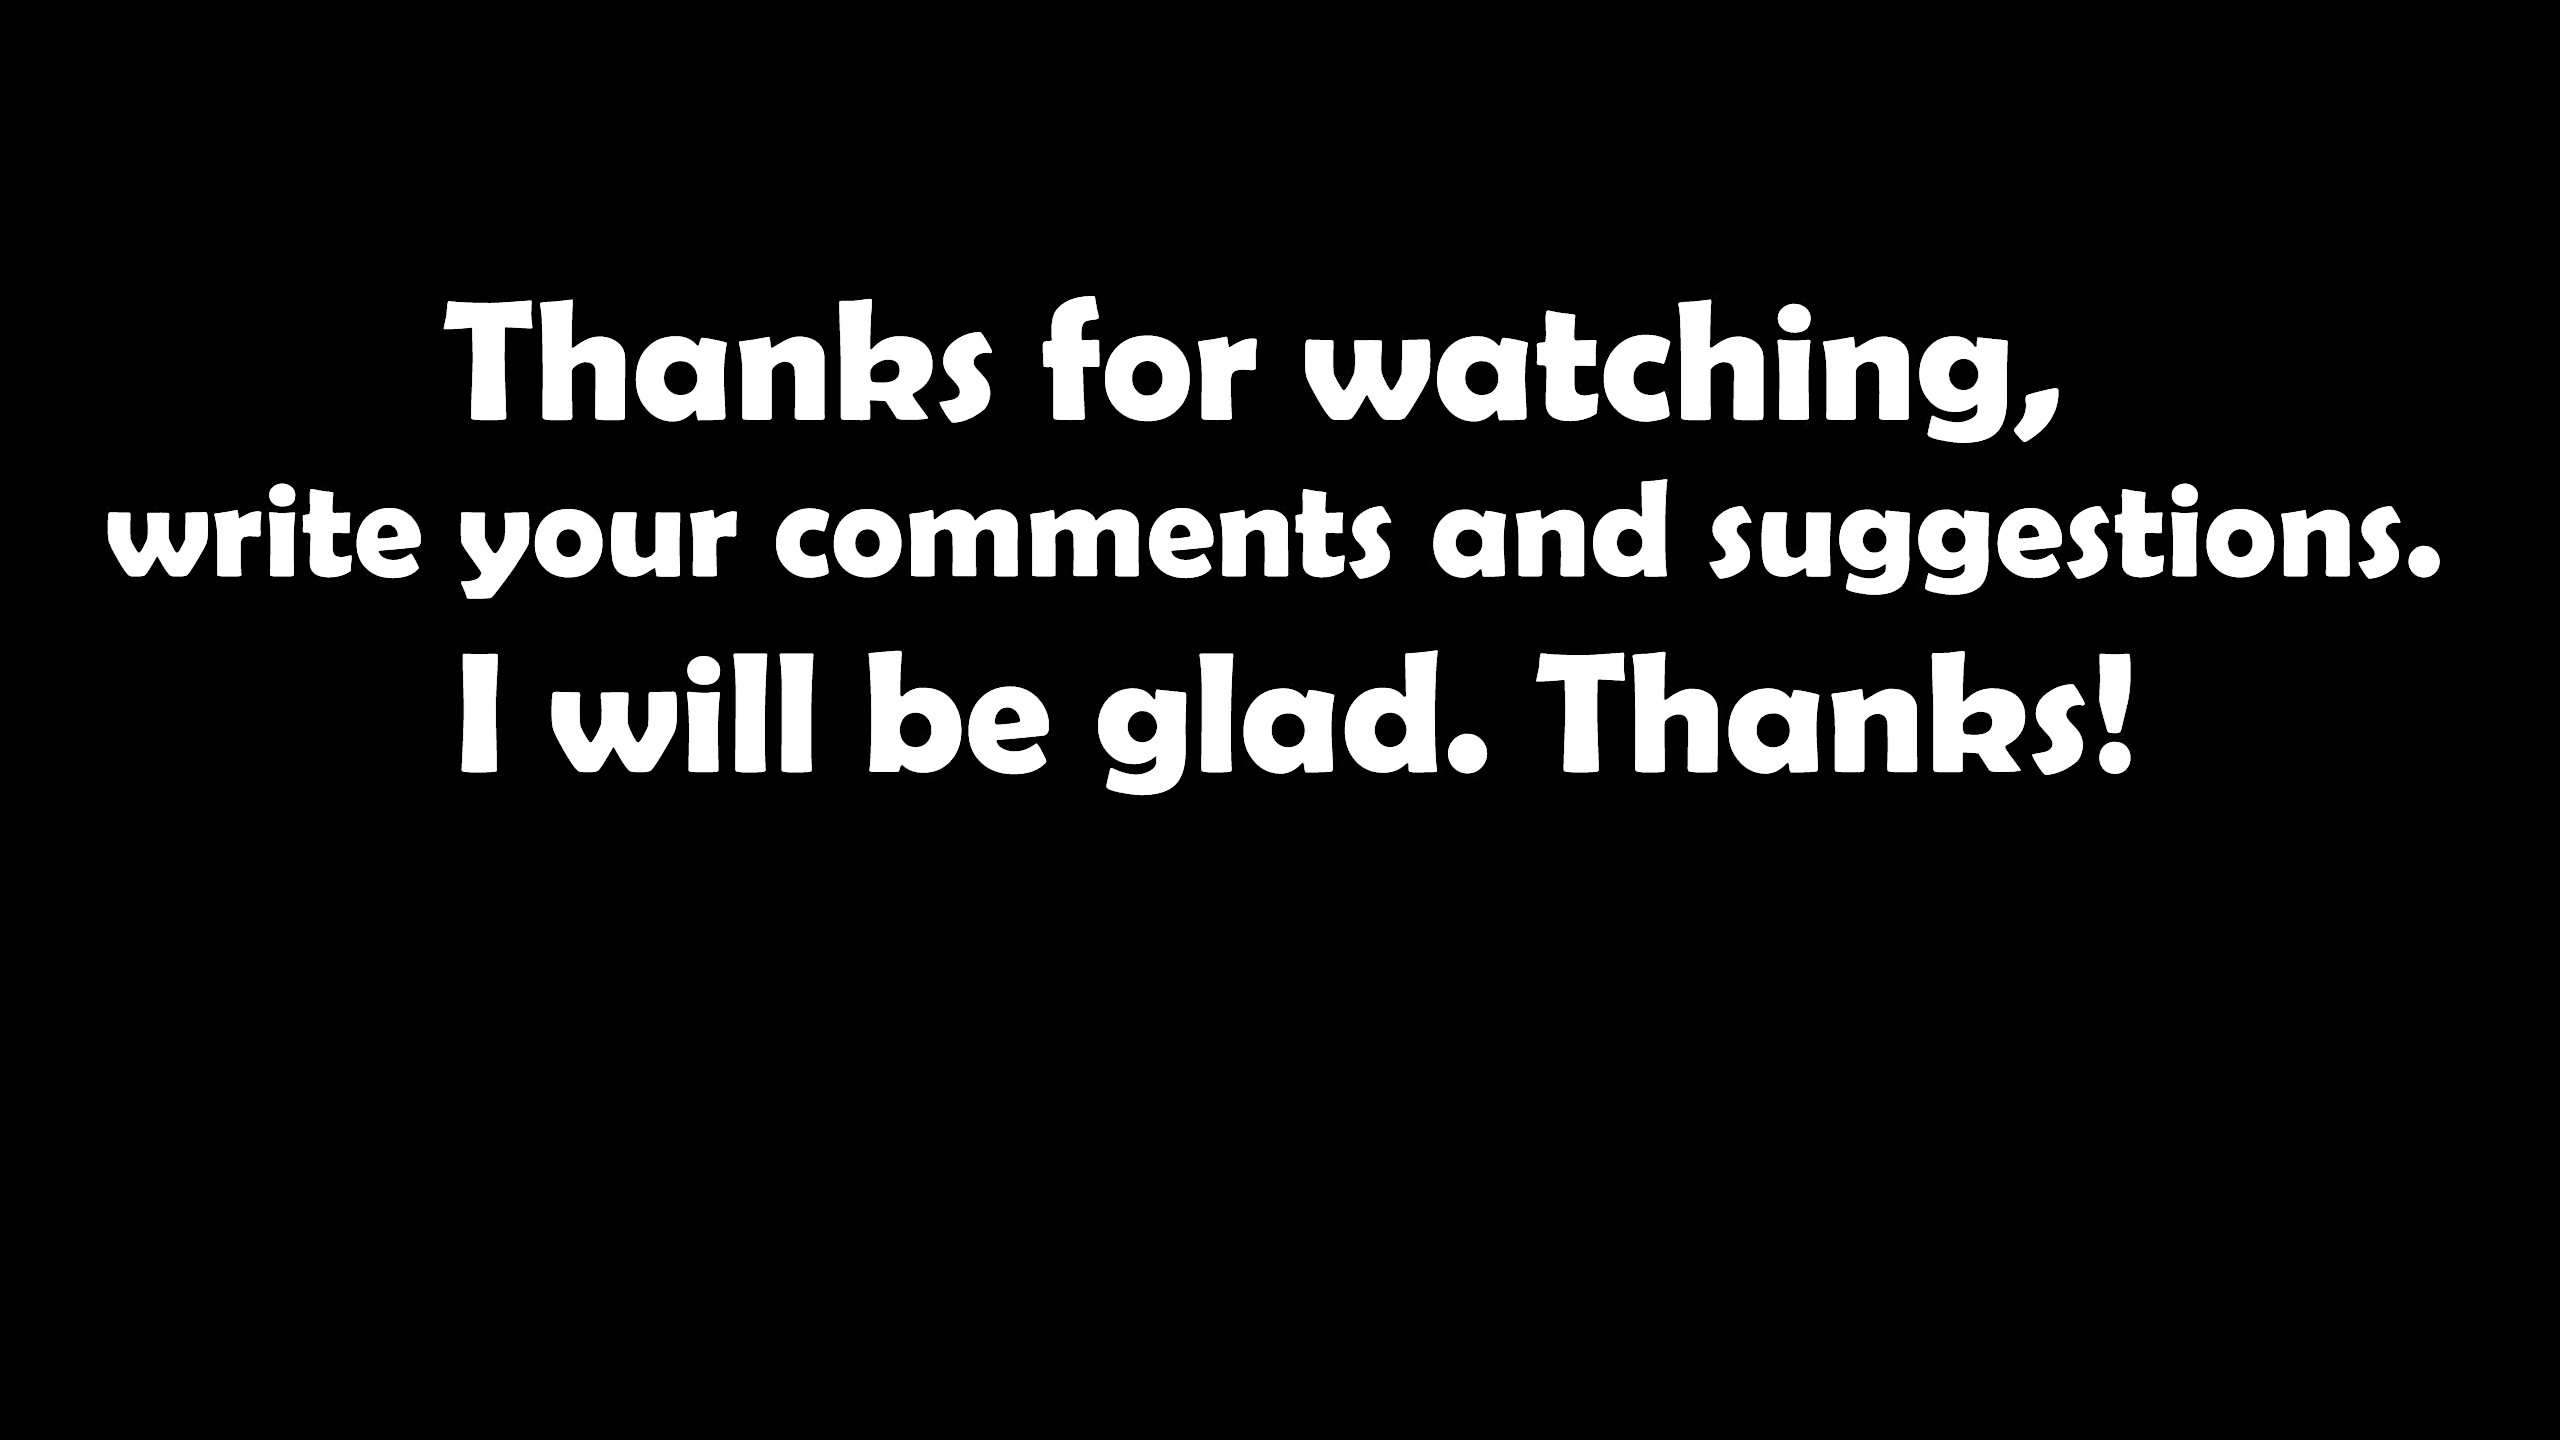 Thanks for watching,
write your comments and suggestions.
I will be glad. Thanks!